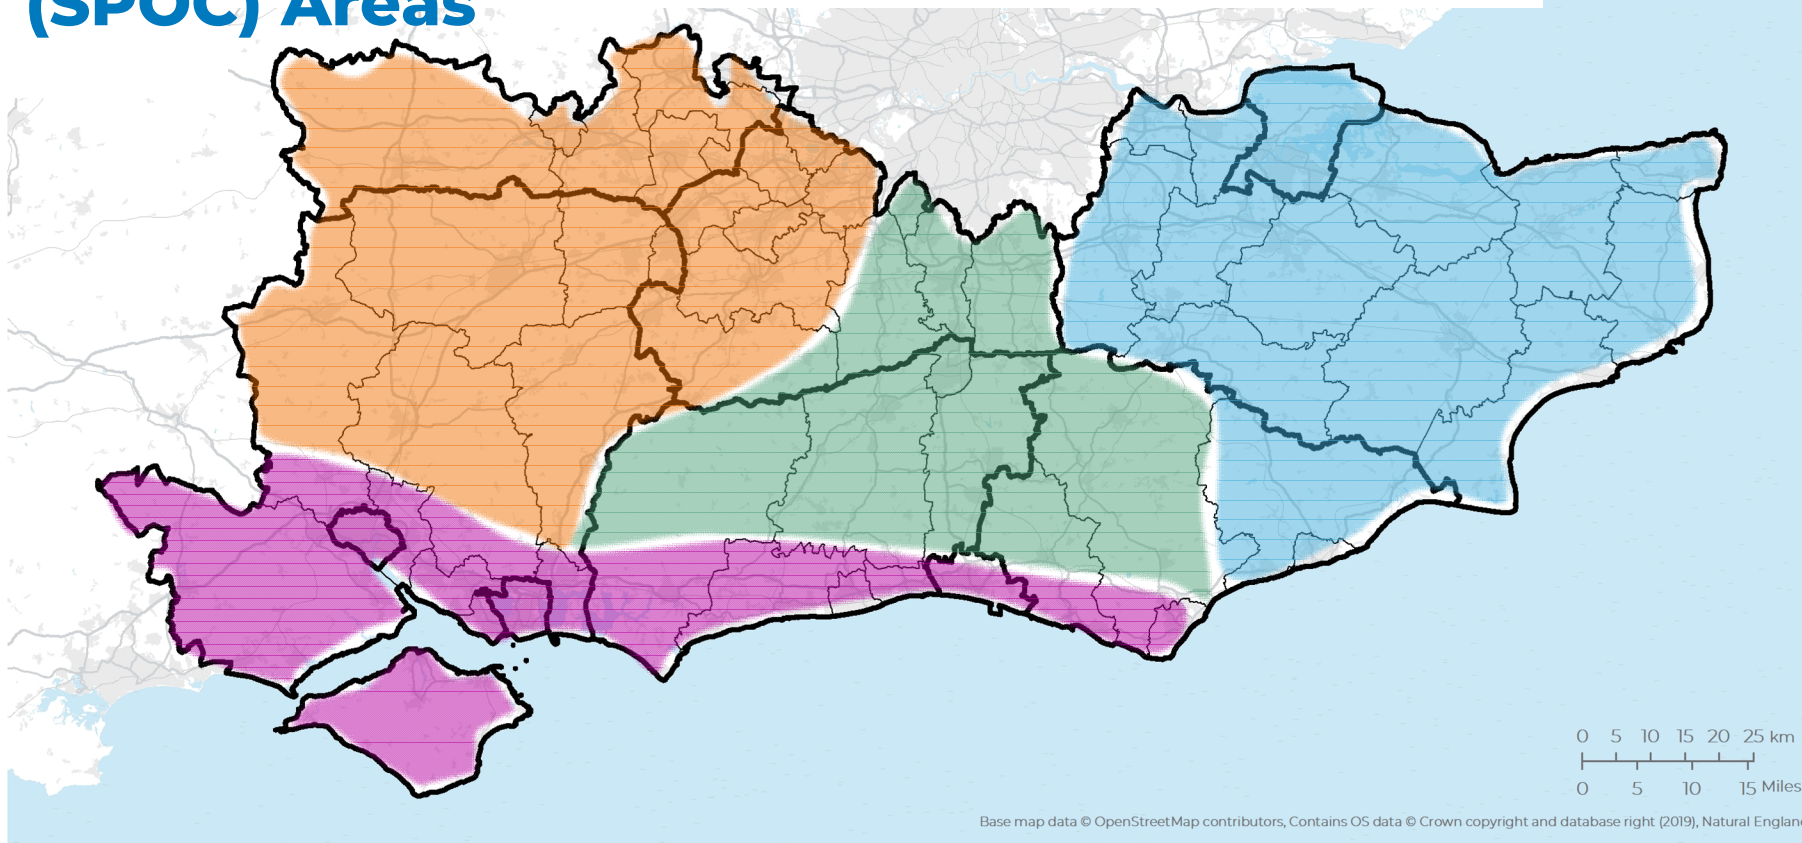 (SPOC) Areas
0 5 10 15 20 25 km
0 5 10 15 Miles
Base map data © OpenStreetMap contributors, Contains OS data © Crown copyright and database right (2019), Natural England